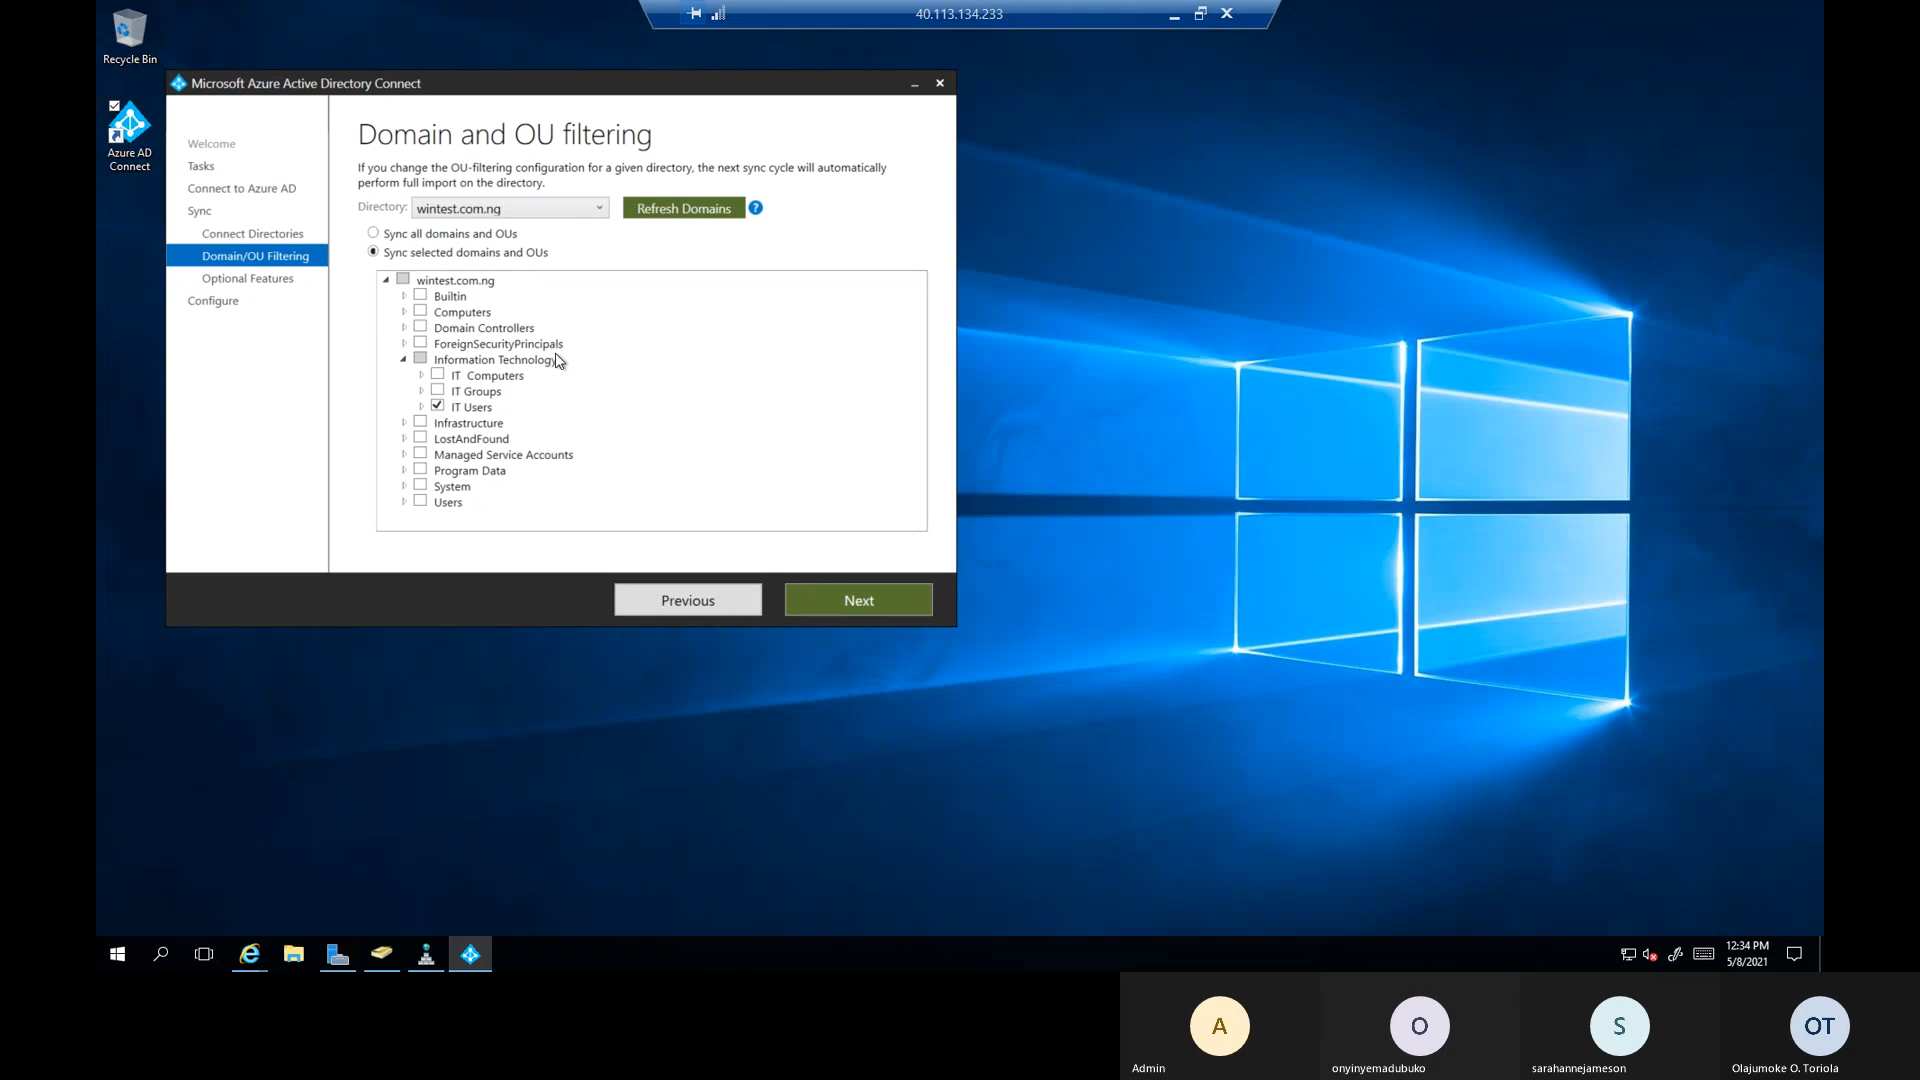 40.113.134.233
Recycle Bin
Azure AD
Connect
Microsoft Azure Active Directory Connect
Welcome
Tasks
Connect to Azure AD
Sync
Connect Directories
Domain/OU Filtering
Optional Features
Configure
Domain and OU filtering
If you change the OU-filtering configuration for a given directory, the next sync cycle will automatically
perform full import on the directory.
Directory: wintest.com.ng Refresh Domains ?
Sync all domains and OUs
Sync selected domains and OUs
wintest.com.ng
Builtin
Computers
Domain Controllers
ForeignSecurityPrincipals
Information Technology
IT  Computers
IT Groups
IT Users
Infrastructure
LostAndFound
Managed Service Accounts
Program Data
System
Users
Previous
Next
12:34 PM
5/8/2021
A
O
S
OT
Admin
onyinyemadubuko
sarahannejameson
Olajumoke O. Toriola